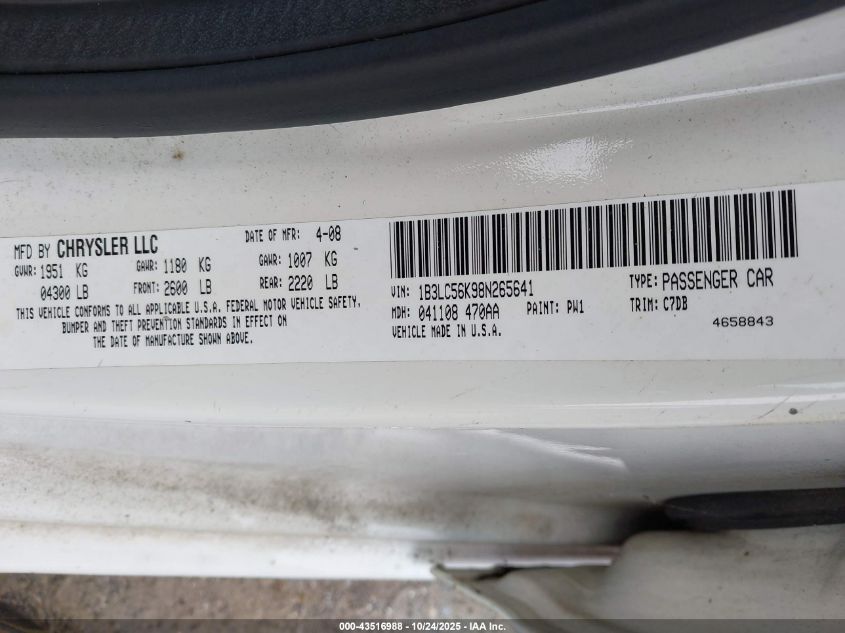 MFD BY CHRYSLER LLC DATE OF MFR: 4-08
GVWR: 1951 KG GAWR: 1180 KG GAWR: 1007 KG
04300 LB FRONT: 2600 LB REAR: 2220 LB
THIS VEHICLE CONFORMS TO ALL APPLICABLE U.S.A. FEDERAL MOTOR VEHICLE SAFETY,
BUMPER AND THEFT PREVENTION STANDARDS IN EFFECT ON
THE DATE OF MANUFACTURE SHOWN ABOVE.
VIN: 1B3LC56K98N265641 TYPE: PASSENGER CAR
MDH: 041108 470AA PAINT: PW1 TRIM: C7DB
VEHICLE MADE IN U.S.A. 4658843
000-43516988 - 10/24/2025 - IAA Inc.